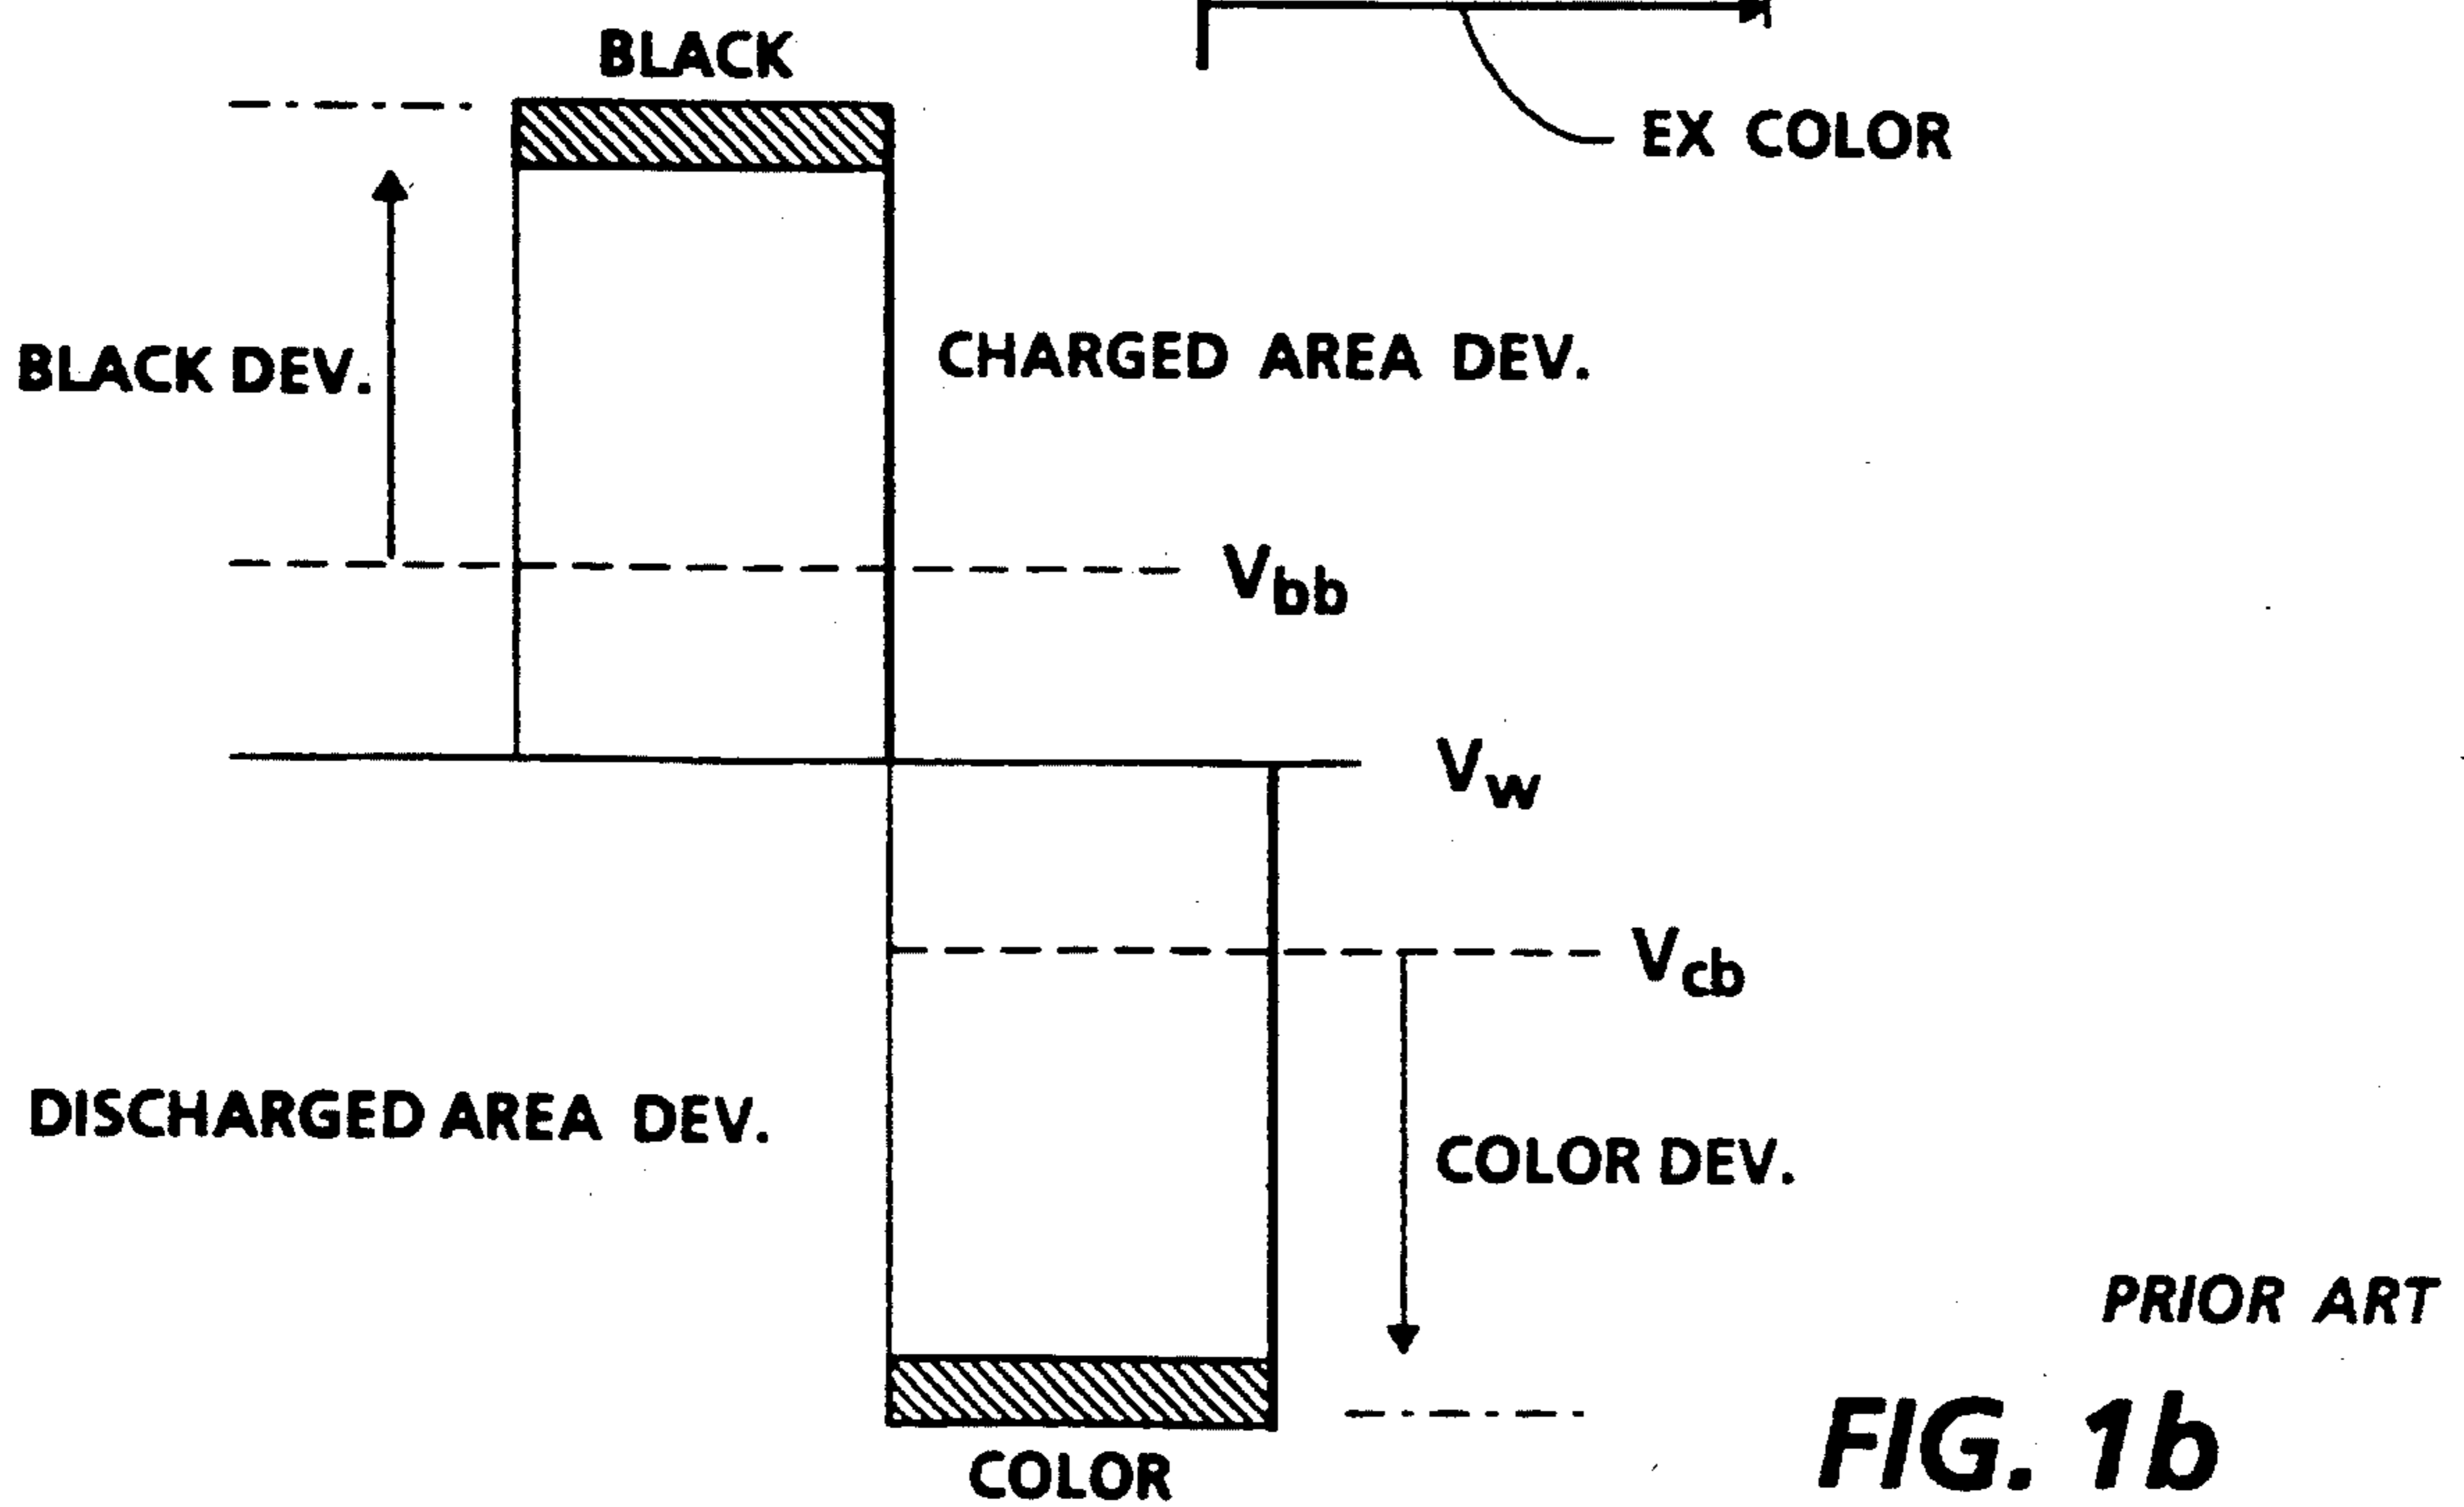 BLACK
EX COLOR
BLACK DEV.
CHARGED AREA DEV.
Vbb
Vw
Vcb
DISCHARGED AREA DEV.
COLOR DEV.
PRIOR ART
FIG. 1b
COLOR